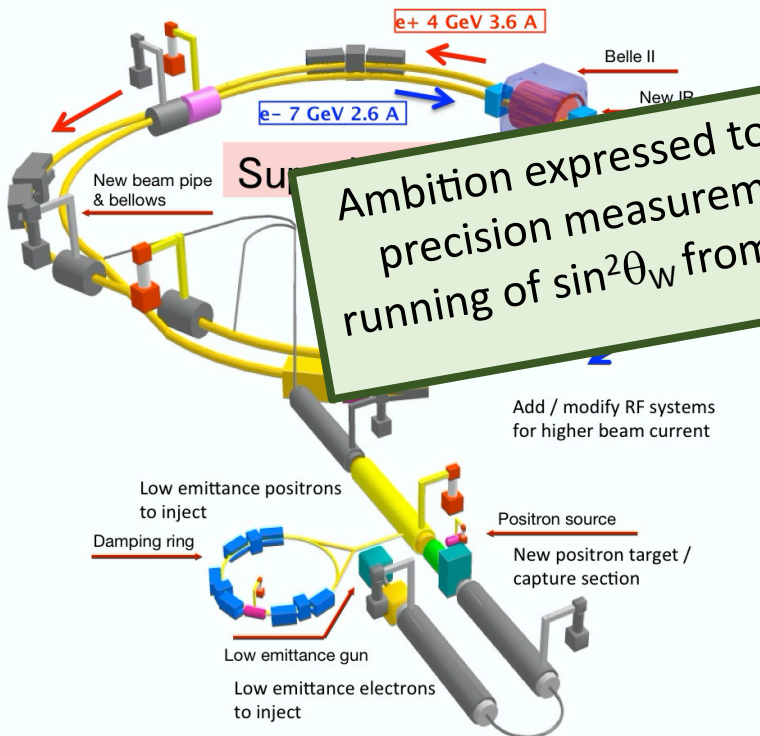 e+ 4 GeV 3.6 A
Belle II
New IR
e- 7 GeV 2.6 A
Ambition expressed to
precision measurem
running of sin²θ_W from
New beam pipe
& bellows
Add / modify RF systems
for higher beam current
Low emittance positrons
to inject
Damping ring
Positron source
New positron target /
capture section
Low emittance gun
Low emittance electrons
to inject